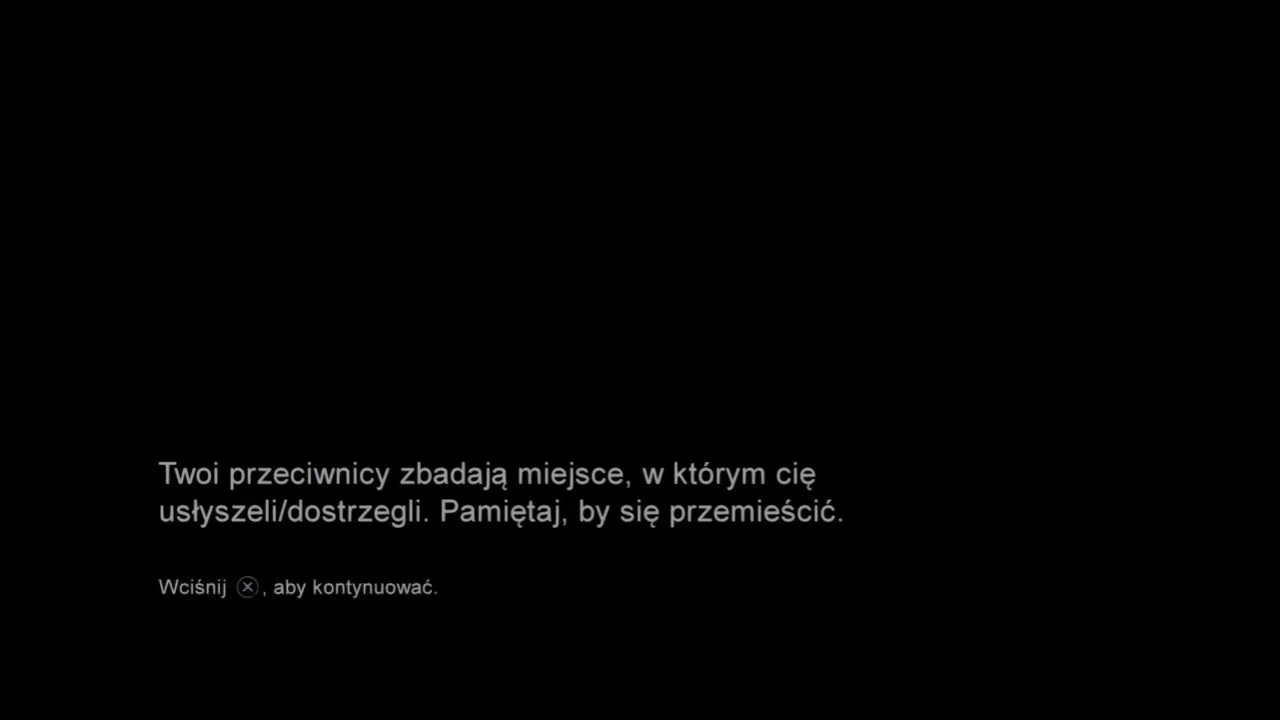 Twoi przeciwnicy zbadają miejsce, w którym cię
usłyszeli/dostrzegli. Pamiętaj, by się przemieścić.
Wciśnij ⓧ, aby kontynuować.